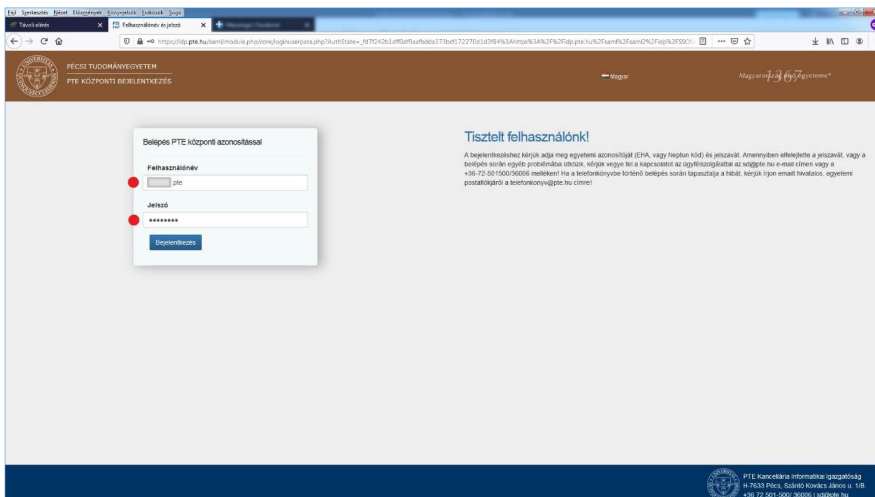 Fájl Szerkesztés Nézet Előzmények Könyvjelzők Eszközök Súgó
Távoli elérés
Felhasználónév és jelszó
PÉCSI TUDOMÁNYEGYETEM
PTE KÖZPONTI BEJELENTKEZÉS
Magyar
Magyarország első egyeteme*
1367
Belépés PTE központi azonosítással
Felhasználónév
pte
Jelszó
••••••••
Bejelentkezés
Tisztelt felhasználónk!
A bejelentkezéshez kérjük adja meg egyetemi azonosítóját (EHA, vagy Neptun kód) és jelszavát. Amennyiben elfelejtette a jelszavát, vagy a
belépés során egyéb problémába ütközik, kérjük vegye fel a kapcsolatot az ügyfélszolgálattal az sd@pte.hu e-mail címen vagy a
+36-72-501500/36006 melléken! Ha a telefonkönyvbe történő belépés során tapasztalja a hibát, kérjük írjon emailt hivatalos, egyetemi
postafiókjáról a telefonkonyv@pte.hu címre!
PTE Kancellária Informatikai Igazgatóság
H-7633 Pécs, Szántó Kovács János u. 1/B.
+36 72 501-500/ 36006 | sd@pte.hu